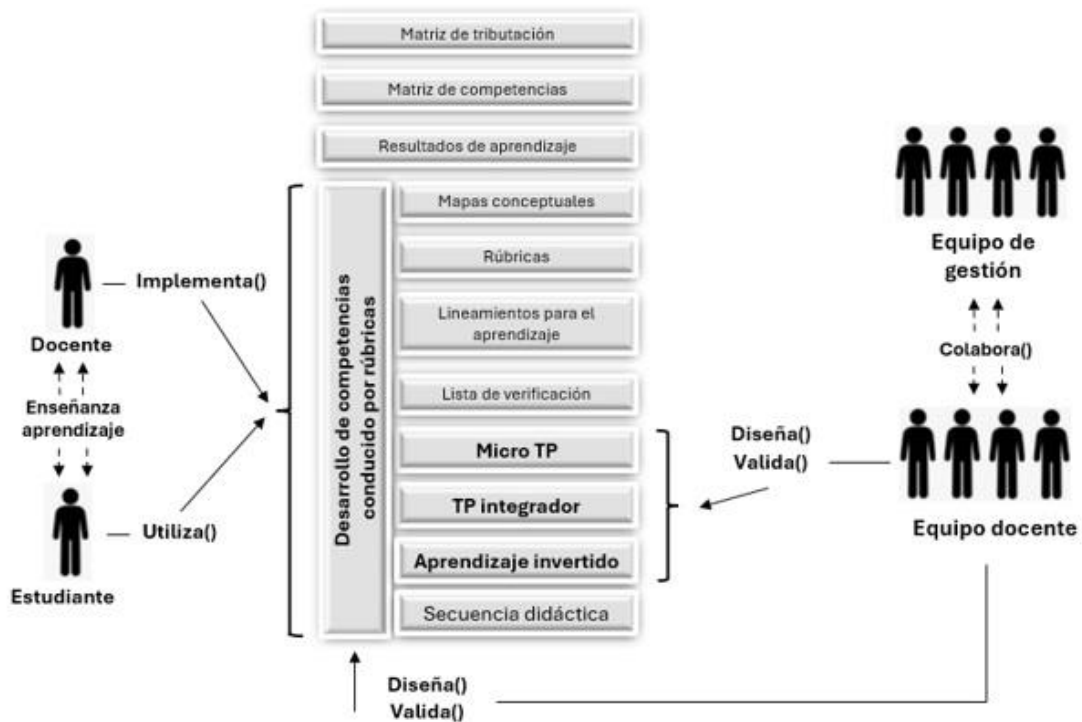 Matriz de tributación
Matriz de competencias
Resultados de aprendizaje
Desarrollo de competencias
conducido por rúbricas
Mapas conceptuales
Rúbricas
Lineamientos para el
aprendizaje
Lista de verificación
Micro TP
TP integrador
Aprendizaje invertido
Secuencia didáctica
Docente
Implementa()
Enseñanza
aprendizaje
Utiliza()
Estudiante
Equipo de
gestión
Colabora()
Diseña()
Valida()
Equipo docente
Diseña()
Valida()